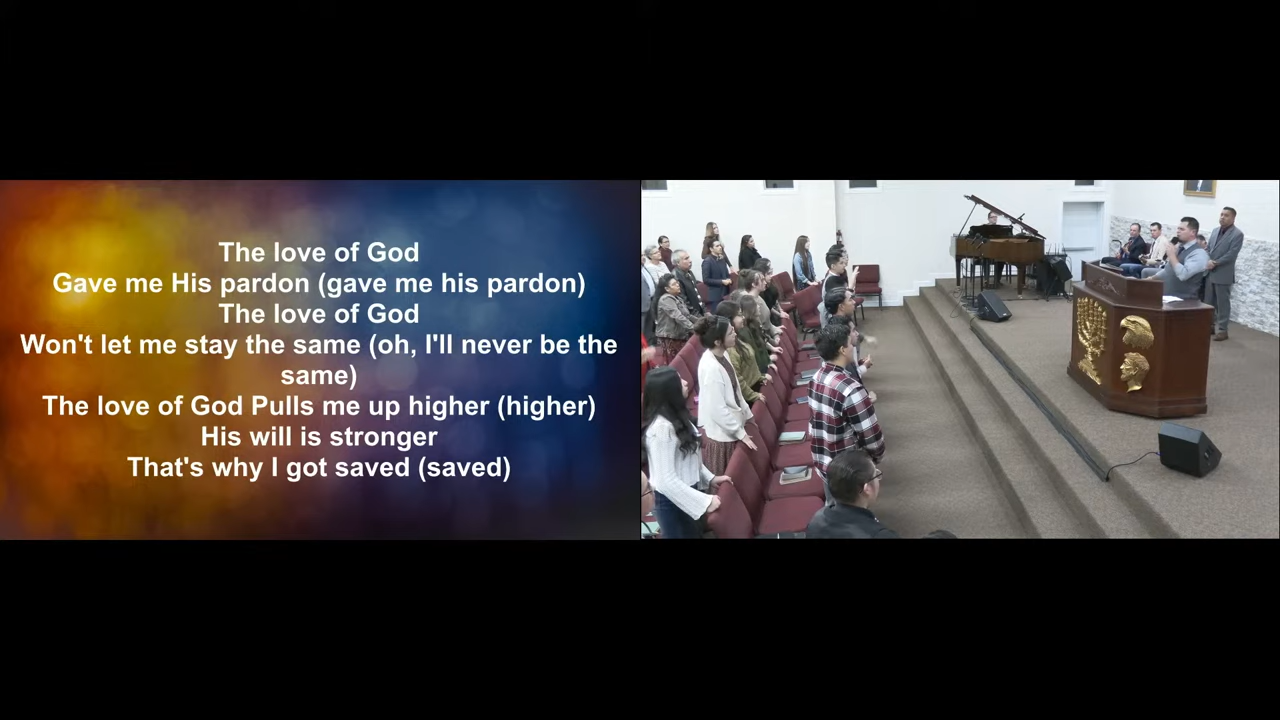 The love of God
Gave me His pardon (gave me his pardon)
The love of God
Won't let me stay the same (oh, I'll never be the
same)
The love of God Pulls me up higher (higher)
His will is stronger
That's why I got saved (saved)